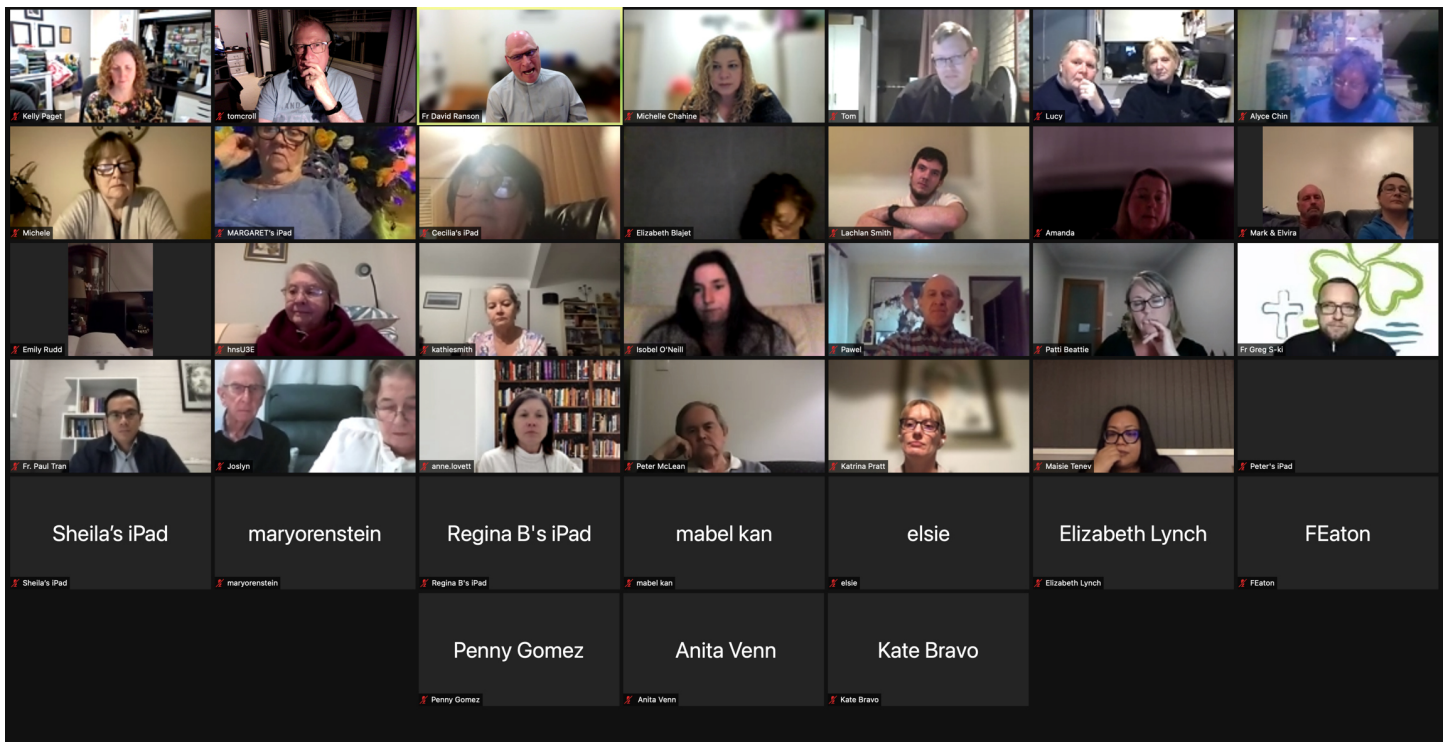 Kelly Paget
tomcroll
Fr David Ranson
Michelle Chahine
Tom
Lucy
Alyce Chin
Michele
MARGARET's iPad
Cecilia's iPad
Elizabeth Blajet
Lachlan Smith
Amanda
Mark & Elvira
Emily Rudd
hnsU3E
kathiesmith
Isobel O'Neill
Pawel
Patti Beattie
Fr Greg S-ki
Fr. Paul Tran
Joslyn
anne.lovett
Peter McLean
Katrina Pratt
Maisie Tenev
Peter's iPad
Sheila’s iPad
maryorenstein
Regina B's iPad
mabel kan
elsie
Elizabeth Lynch
FEaton
Sheila's iPad
maryorenstein
Regina B's iPad
mabel kan
elsie
Elizabeth Lynch
FEaton
Penny Gomez
Anita Venn
Kate Bravo
Penny Gomez
Anita Venn
Kate Bravo